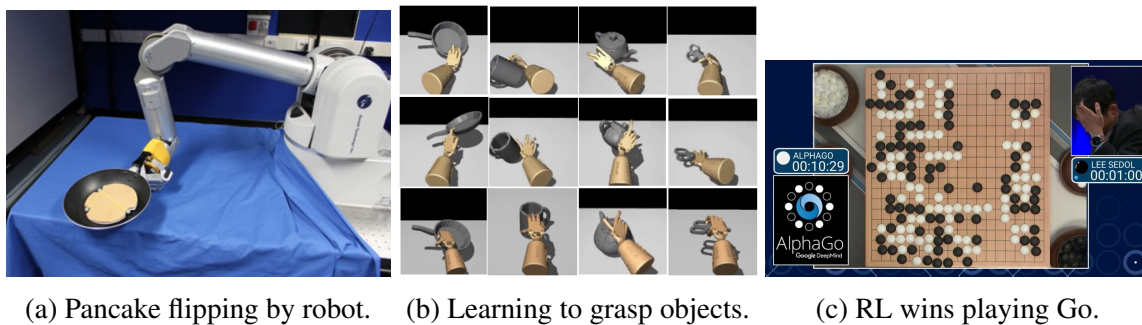 ALPHAGO
00:10:29
LEE SEDOL
00:01:00
AlphaGo
Google DeepMind
(a) Pancake flipping by robot.
(b) Learning to grasp objects.
(c) RL wins playing Go.